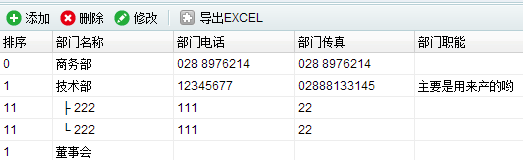 添加 删除 修改 导出EXCEL
排序 部门名称 部门电话 部门传真 部门职能
0 商务部 028 8976214 028 8976214
1 技术部 12345677 02888133145 主要是用来产的哟
11 ├ 222 111 22
11 └ 222 111 22
1 董事会